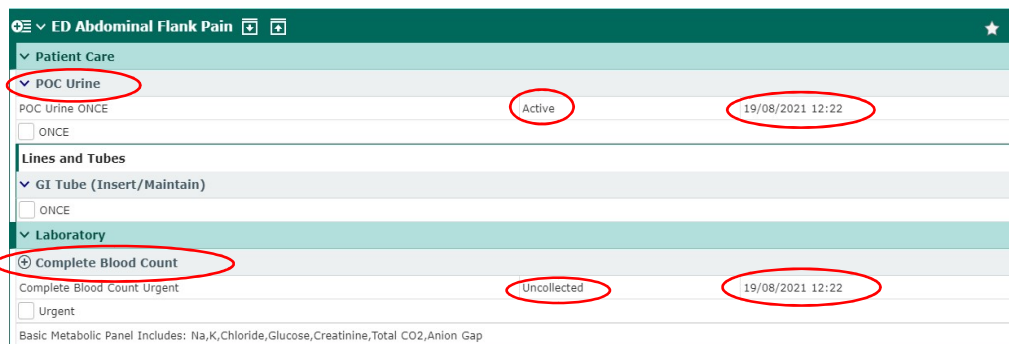 ED Abdominal Flank Pain
Patient Care
POC Urine
POC Urine ONCE Active 19/08/2021 12:22
ONCE
Lines and Tubes
GI Tube (Insert/Maintain)
ONCE
Laboratory
Complete Blood Count
Complete Blood Count Urgent Uncollected 19/08/2021 12:22
Urgent
Basic Metabolic Panel Includes: Na,K,Chloride,Glucose,Creatinine,Total CO2,Anion Gap